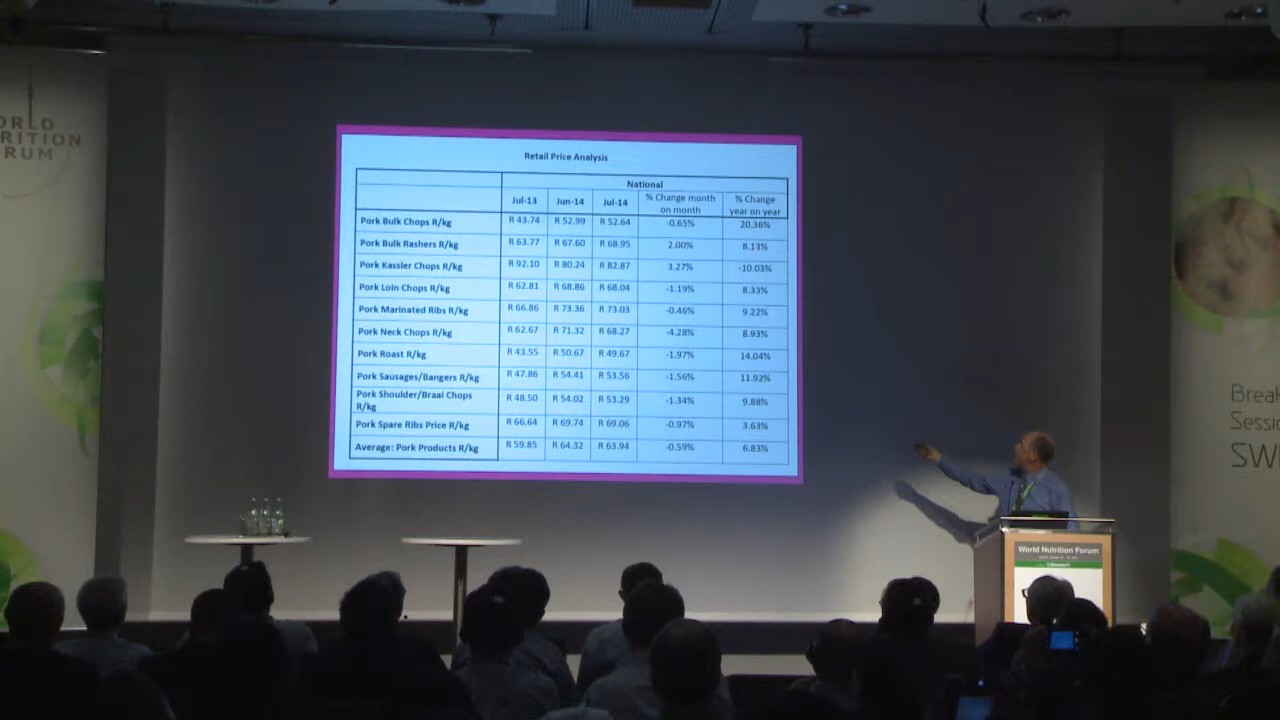 ORLD
RITION
RUM
Retail Price Analysis
National
Jul-13 Jun-14 Jul-14 % Change month on month % Change year on year
Pork Bulk Chops R/kg R 43.74 R 52.99 R 52.64 -0.65% 20.36%
Pork Bulk Rashers R/kg R 63.77 R 67.60 R 68.95 2.00% 8.13%
Pork Kassler Chops R/kg R 92.10 R 80.24 R 82.87 3.27% -10.03%
Pork Loin Chops R/kg R 62.81 R 68.86 R 68.04 -1.19% 8.33%
Pork Marinated Ribs R/kg R 66.86 R 73.36 R 73.03 -0.46% 9.22%
Pork Neck Chops R/kg R 62.67 R 71.32 R 68.27 -4.28% 8.93%
Pork Roast R/kg R 43.55 R 50.67 R 49.67 -1.97% 14.04%
Pork Sausages/Bangers R/kg R 47.86 R 54.41 R 53.56 -1.56% 11.92%
Pork Shoulder/Braai Chops R/kg R 48.50 R 54.02 R 53.29 -1.34% 9.88%
Pork Spare Ribs Price R/kg R 66.64 R 69.74 R 69.06 -0.97% 3.63%
Average: Pork Products R/kg R 59.85 R 64.32 R 63.94 -0.59% 6.83%
Break
Sessio
SWI
World Nutrition Forum